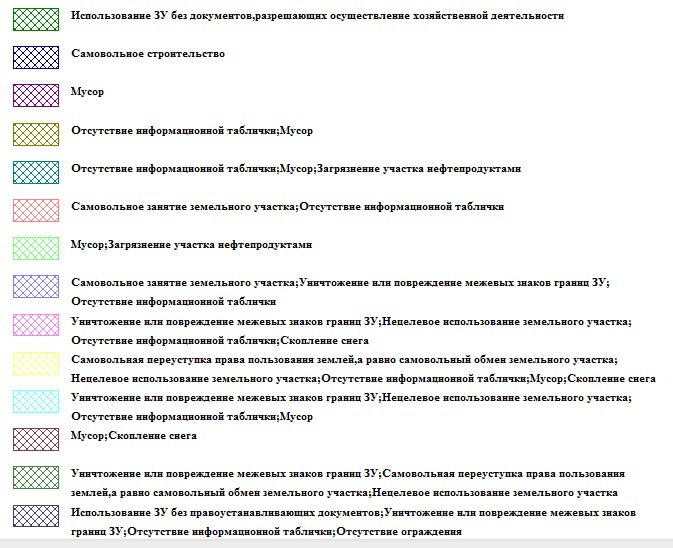 Использование ЗУ без документов,разрешающих осуществление хозяйственной деятельности
Самовольное строительство
Мусор
Отсутствие информационной таблички;Мусор
Отсутствие информационной таблички;Мусор;Загрязнение участка нефтепродуктами
Самовольное занятие земельного участка;Отсутствие информационной таблички
Мусор;Загрязнение участка нефтепродуктами
Самовольное занятие земельного участка;Уничтожение или повреждение межевых знаков границ ЗУ;
Отсутствие информационной таблички
Уничтожение или повреждение межевых знаков границ ЗУ;Нецелевое использование земельного участка;
Отсутствие информационной таблички;Скопление снега
Самовольная переуступка права пользования землей,а равно самовольный обмен земельного участка;
Нецелевое использование земельного участка;Отсутствие информационной таблички;Мусор;Скопление снега
Уничтожение или повреждение межевых знаков границ ЗУ;Нецелевое использование земельного участка;
Отсутствие информационной таблички;Мусор
Мусор;Скопление снега
Уничтожение или повреждение межевых знаков границ ЗУ;Самовольная переуступка права пользования
землей,а равно самовольный обмен земельного участка;Нецелевое использование земельного участка
Использование ЗУ без правоустанавливающих документов;Уничтожение или повреждение межевых знаков
границ ЗУ;Отсутствие информационной таблички;Отсутствие ограждения